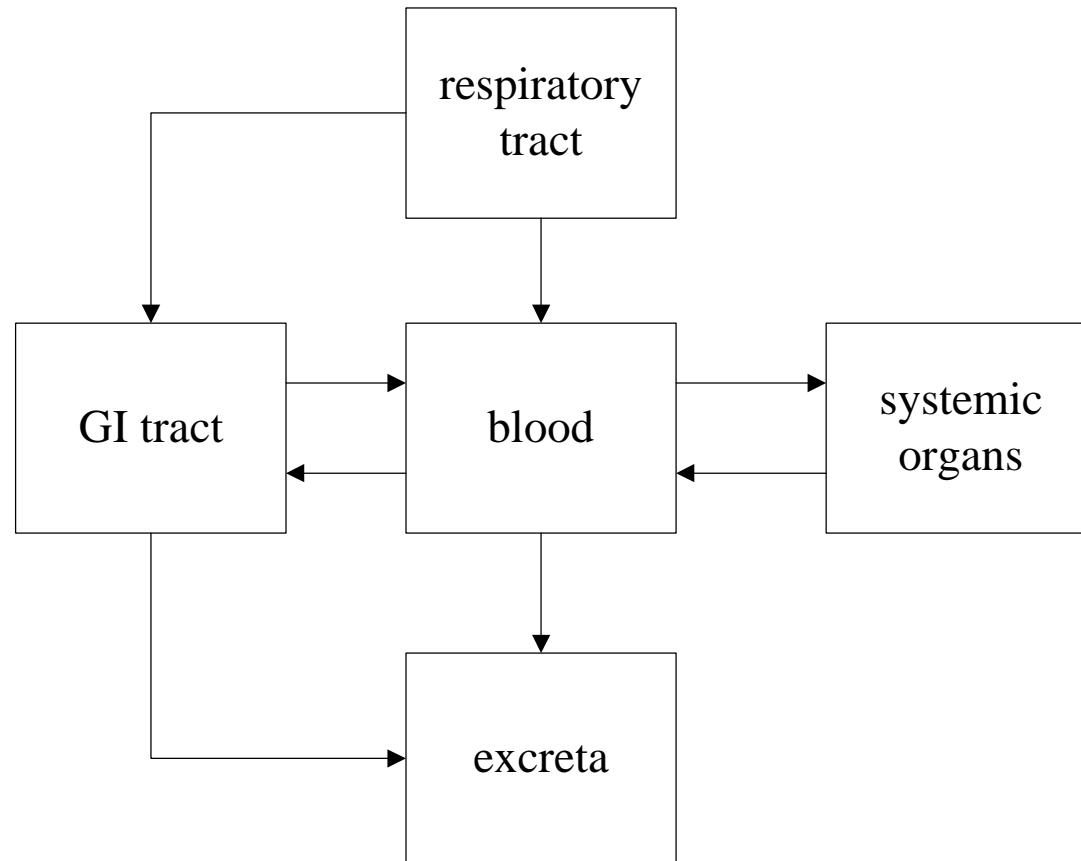 respiratory
tract
GI tract
blood
systemic
organs
excreta